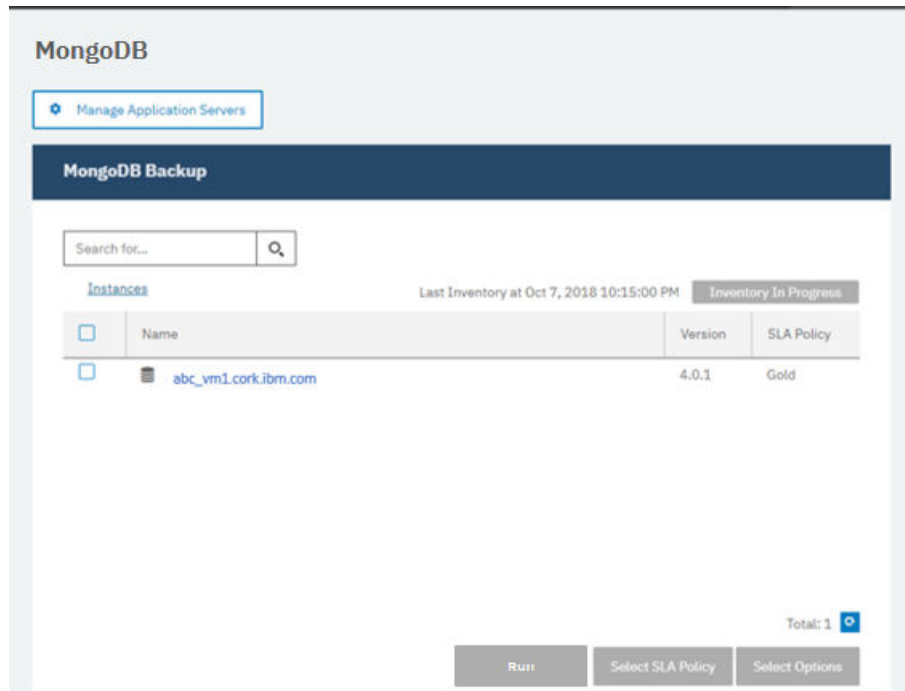 MongoDB
Manage Application Servers
MongoDB Backup
Search for...
Instances Last Inventory at Oct 7, 2018 10:15:00 PM Inventory In Progress
Name Version SLA Policy
abc_vm1.cork.ibm.com 4.0.1 Gold
Total: 1
Run Select SLA Policy Select Options